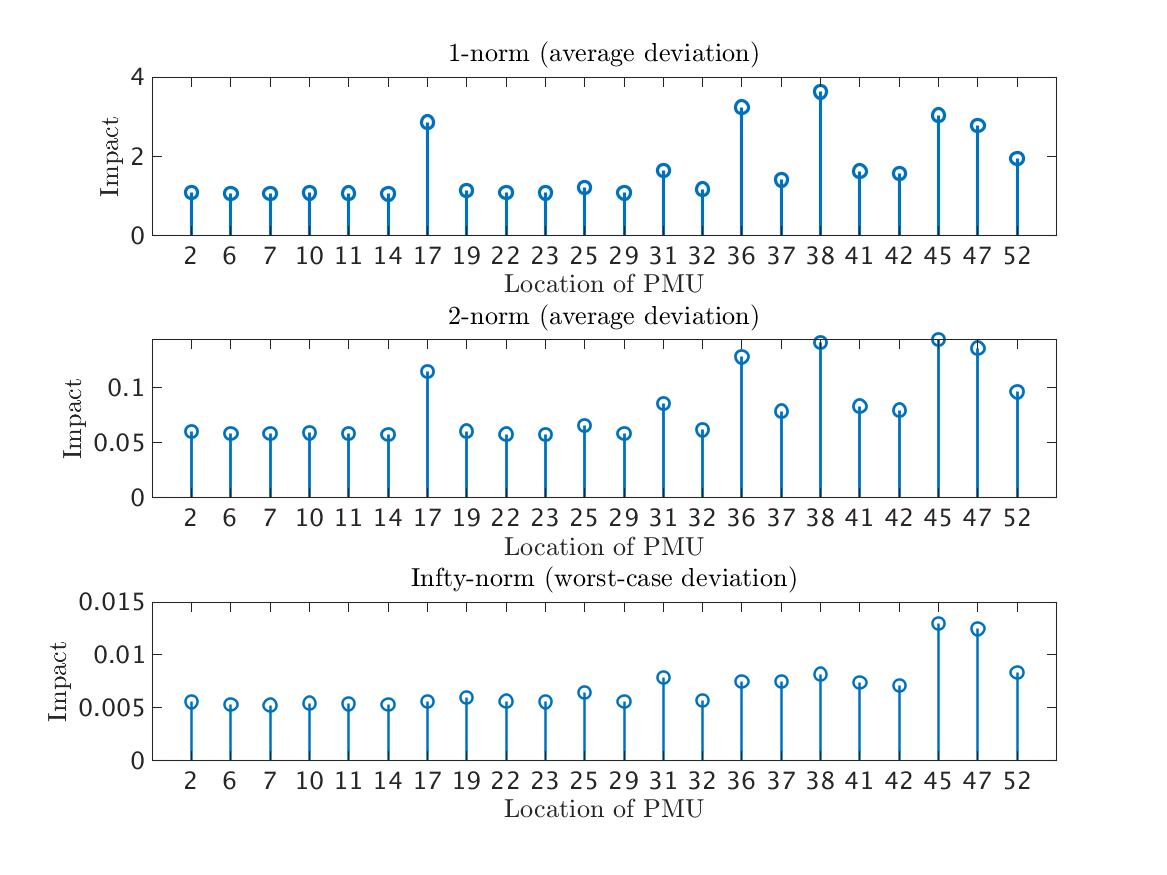 1-norm (average deviation)
4
2
0
Impact
2 6 7 10 11 14 17 19 22 23 25 29 31 32 36 37 38 41 42 45 47 52
Location of PMU
2-norm (average deviation)
0.1
0.05
0
Impact
2 6 7 10 11 14 17 19 22 23 25 29 31 32 36 37 38 41 42 45 47 52
Location of PMU
Infty-norm (worst-case deviation)
0.015
0.01
0.005
0
Impact
2 6 7 10 11 14 17 19 22 23 25 29 31 32 36 37 38 41 42 45 47 52
Location of PMU